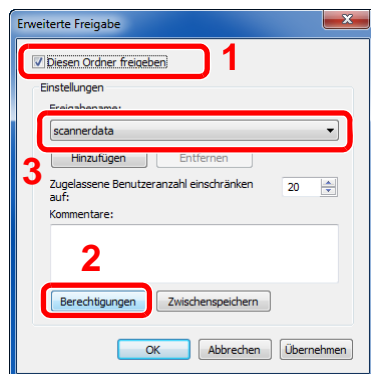 Erweiterte Freigabe
Diesen Ordner freigeben
1
Einstellungen
Freigabename:
scannerdata
Hinzufügen Entfernen
3
Zugelassene Benutzeranzahl einschränken 20
auf:
Kommentare:
2
Berechtigungen Zwischenspeichern
OK Abbrechen Übernehmen